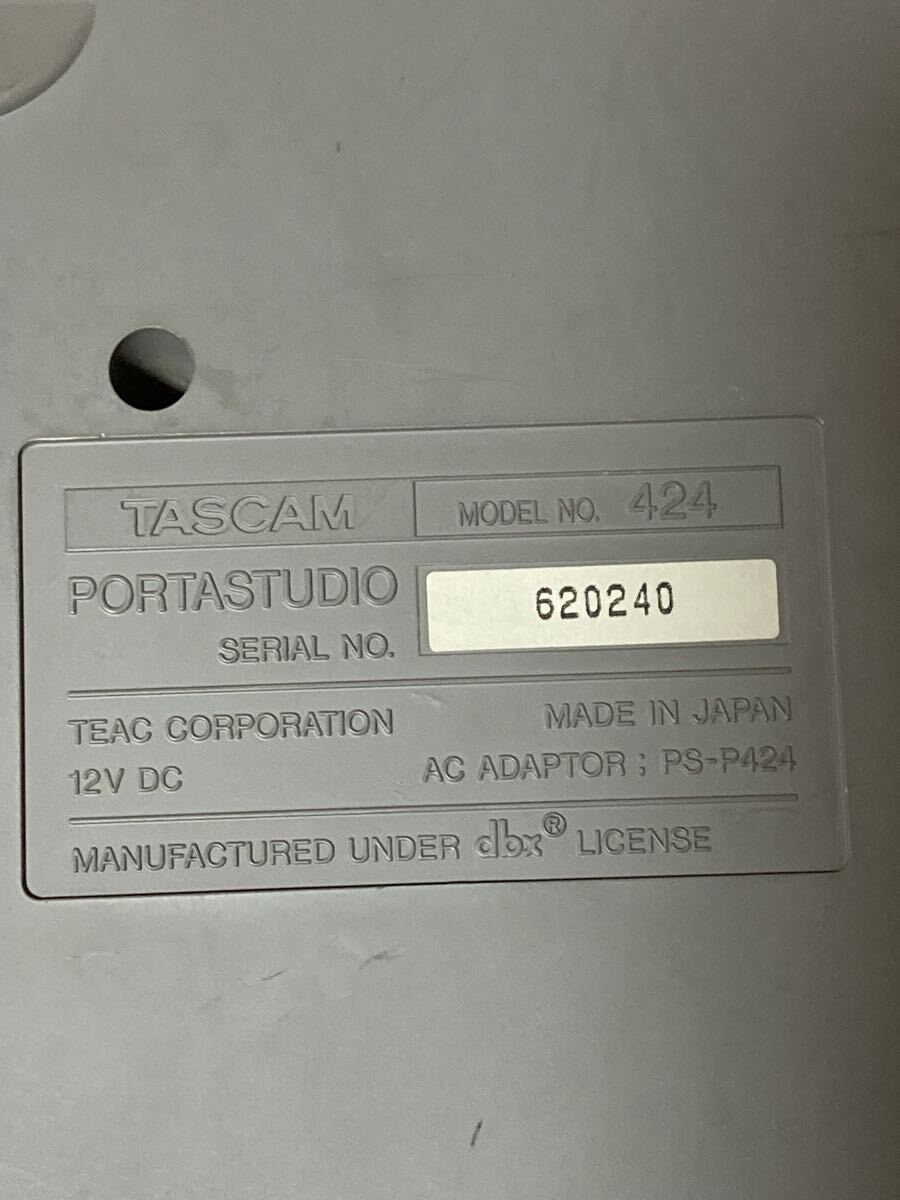 TASCAM MODEL NO. 424
PORTASTUDIO
SERIAL NO. 620240
TEAC CORPORATION MADE IN JAPAN
12V DC AC ADAPTOR ; PS-P424
MANUFACTURED UNDER dbx® LICENSE